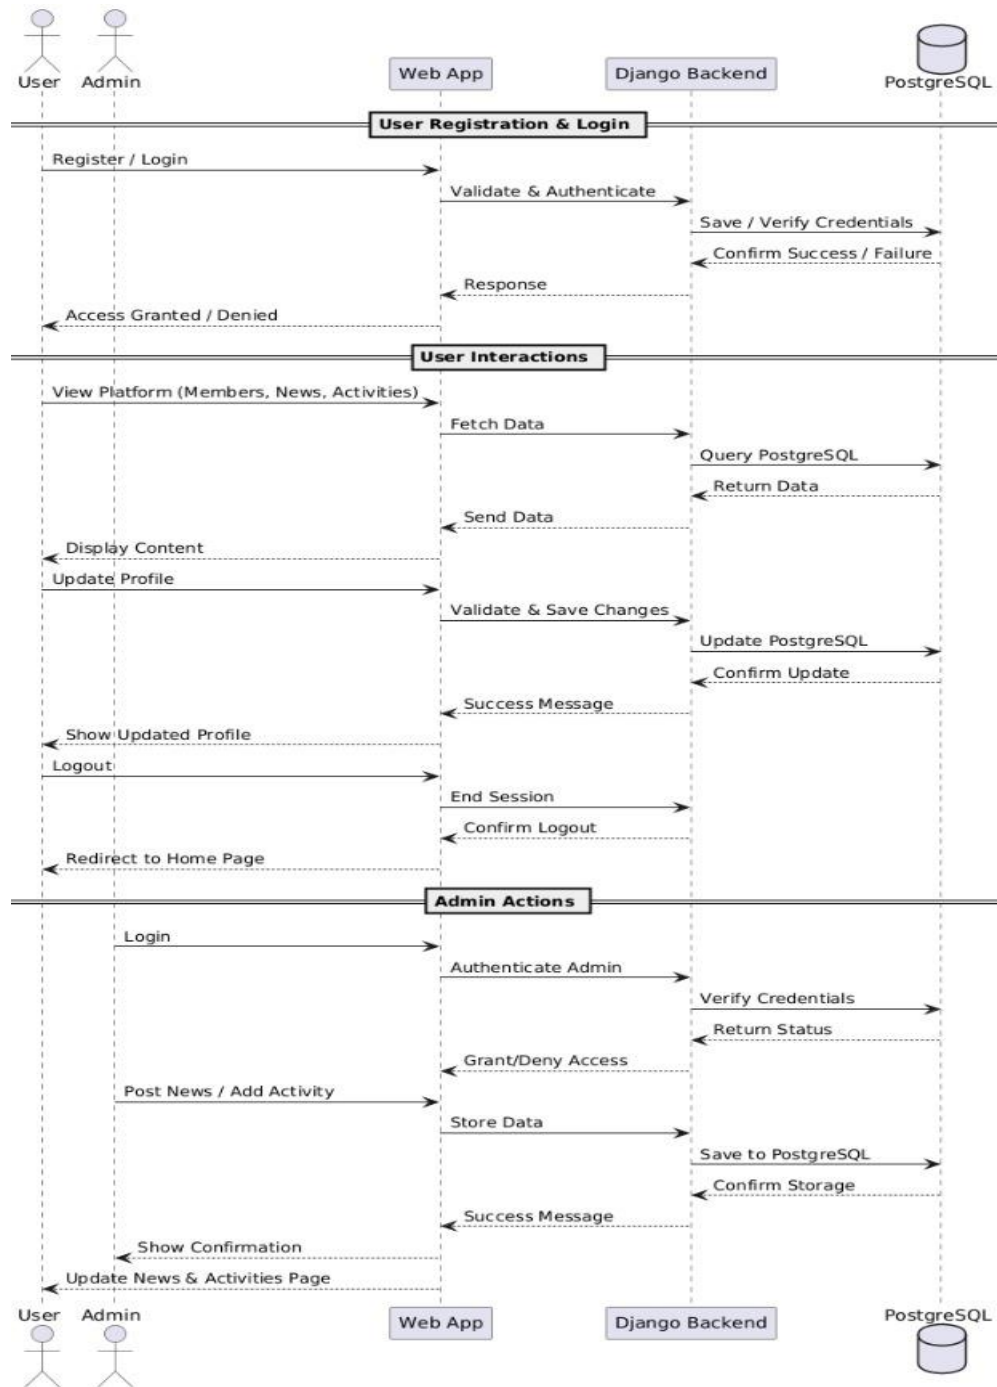 User Admin Web App Django Backend PostgreSQL
User Registration & Login
Register / Login
Validate & Authenticate
Save / Verify Credentials
Confirm Success / Failure
Response
Access Granted / Denied
User Interactions
View Platform (Members, News, Activities)
Fetch Data
Query PostgreSQL
Return Data
Send Data
Display Content
Update Profile
Validate & Save Changes
Update PostgreSQL
Confirm Update
Success Message
Show Updated Profile
Logout
End Session
Confirm Logout
Redirect to Home Page
Admin Actions
Login
Authenticate Admin
Verify Credentials
Return Status
Grant/Deny Access
Post News / Add Activity
Store Data
Save to PostgreSQL
Confirm Storage
Success Message
Show Confirmation
Update News & Activities Page
User Admin Web App Django Backend PostgreSQL